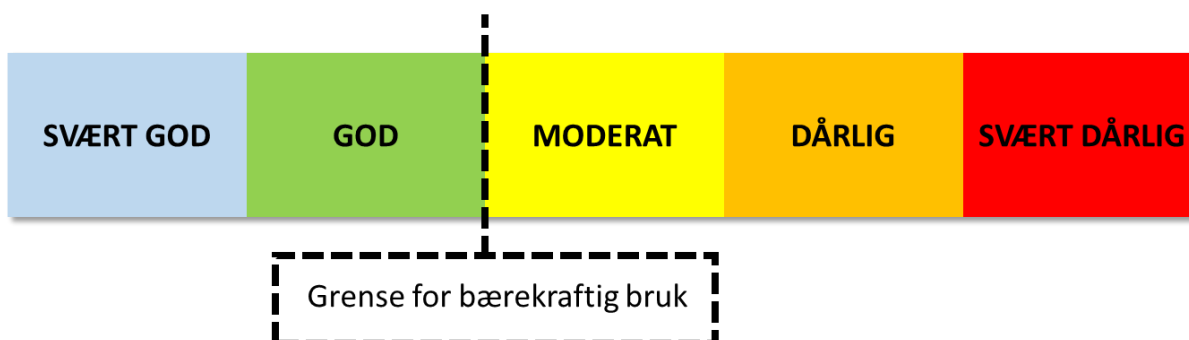 SVÆRT GOD
GOD
MODERAT
DÅRLIG
SVÆRT DÅRLIG
Grense for bærekraftig bruk